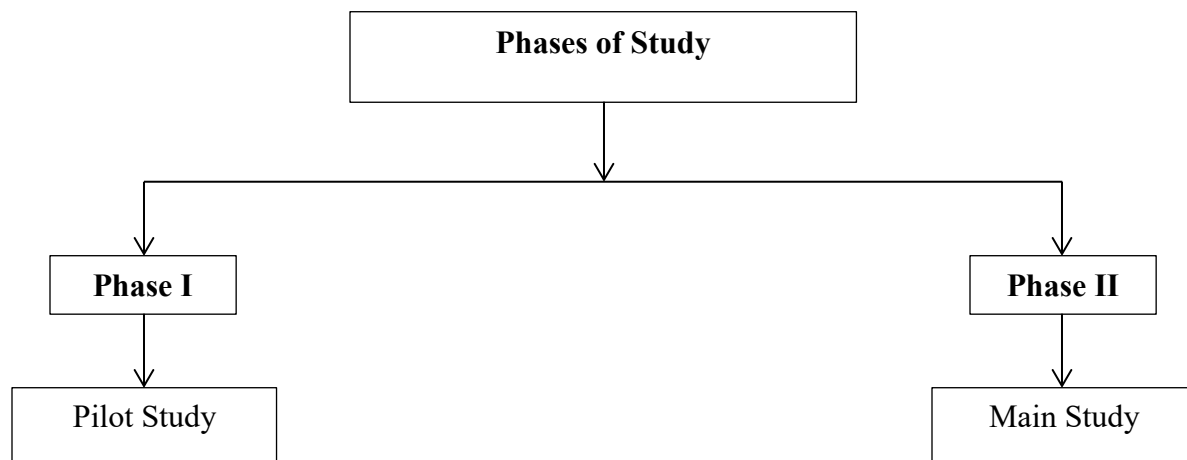 Phases of Study
Phase I
Phase II
Pilot Study
Main Study